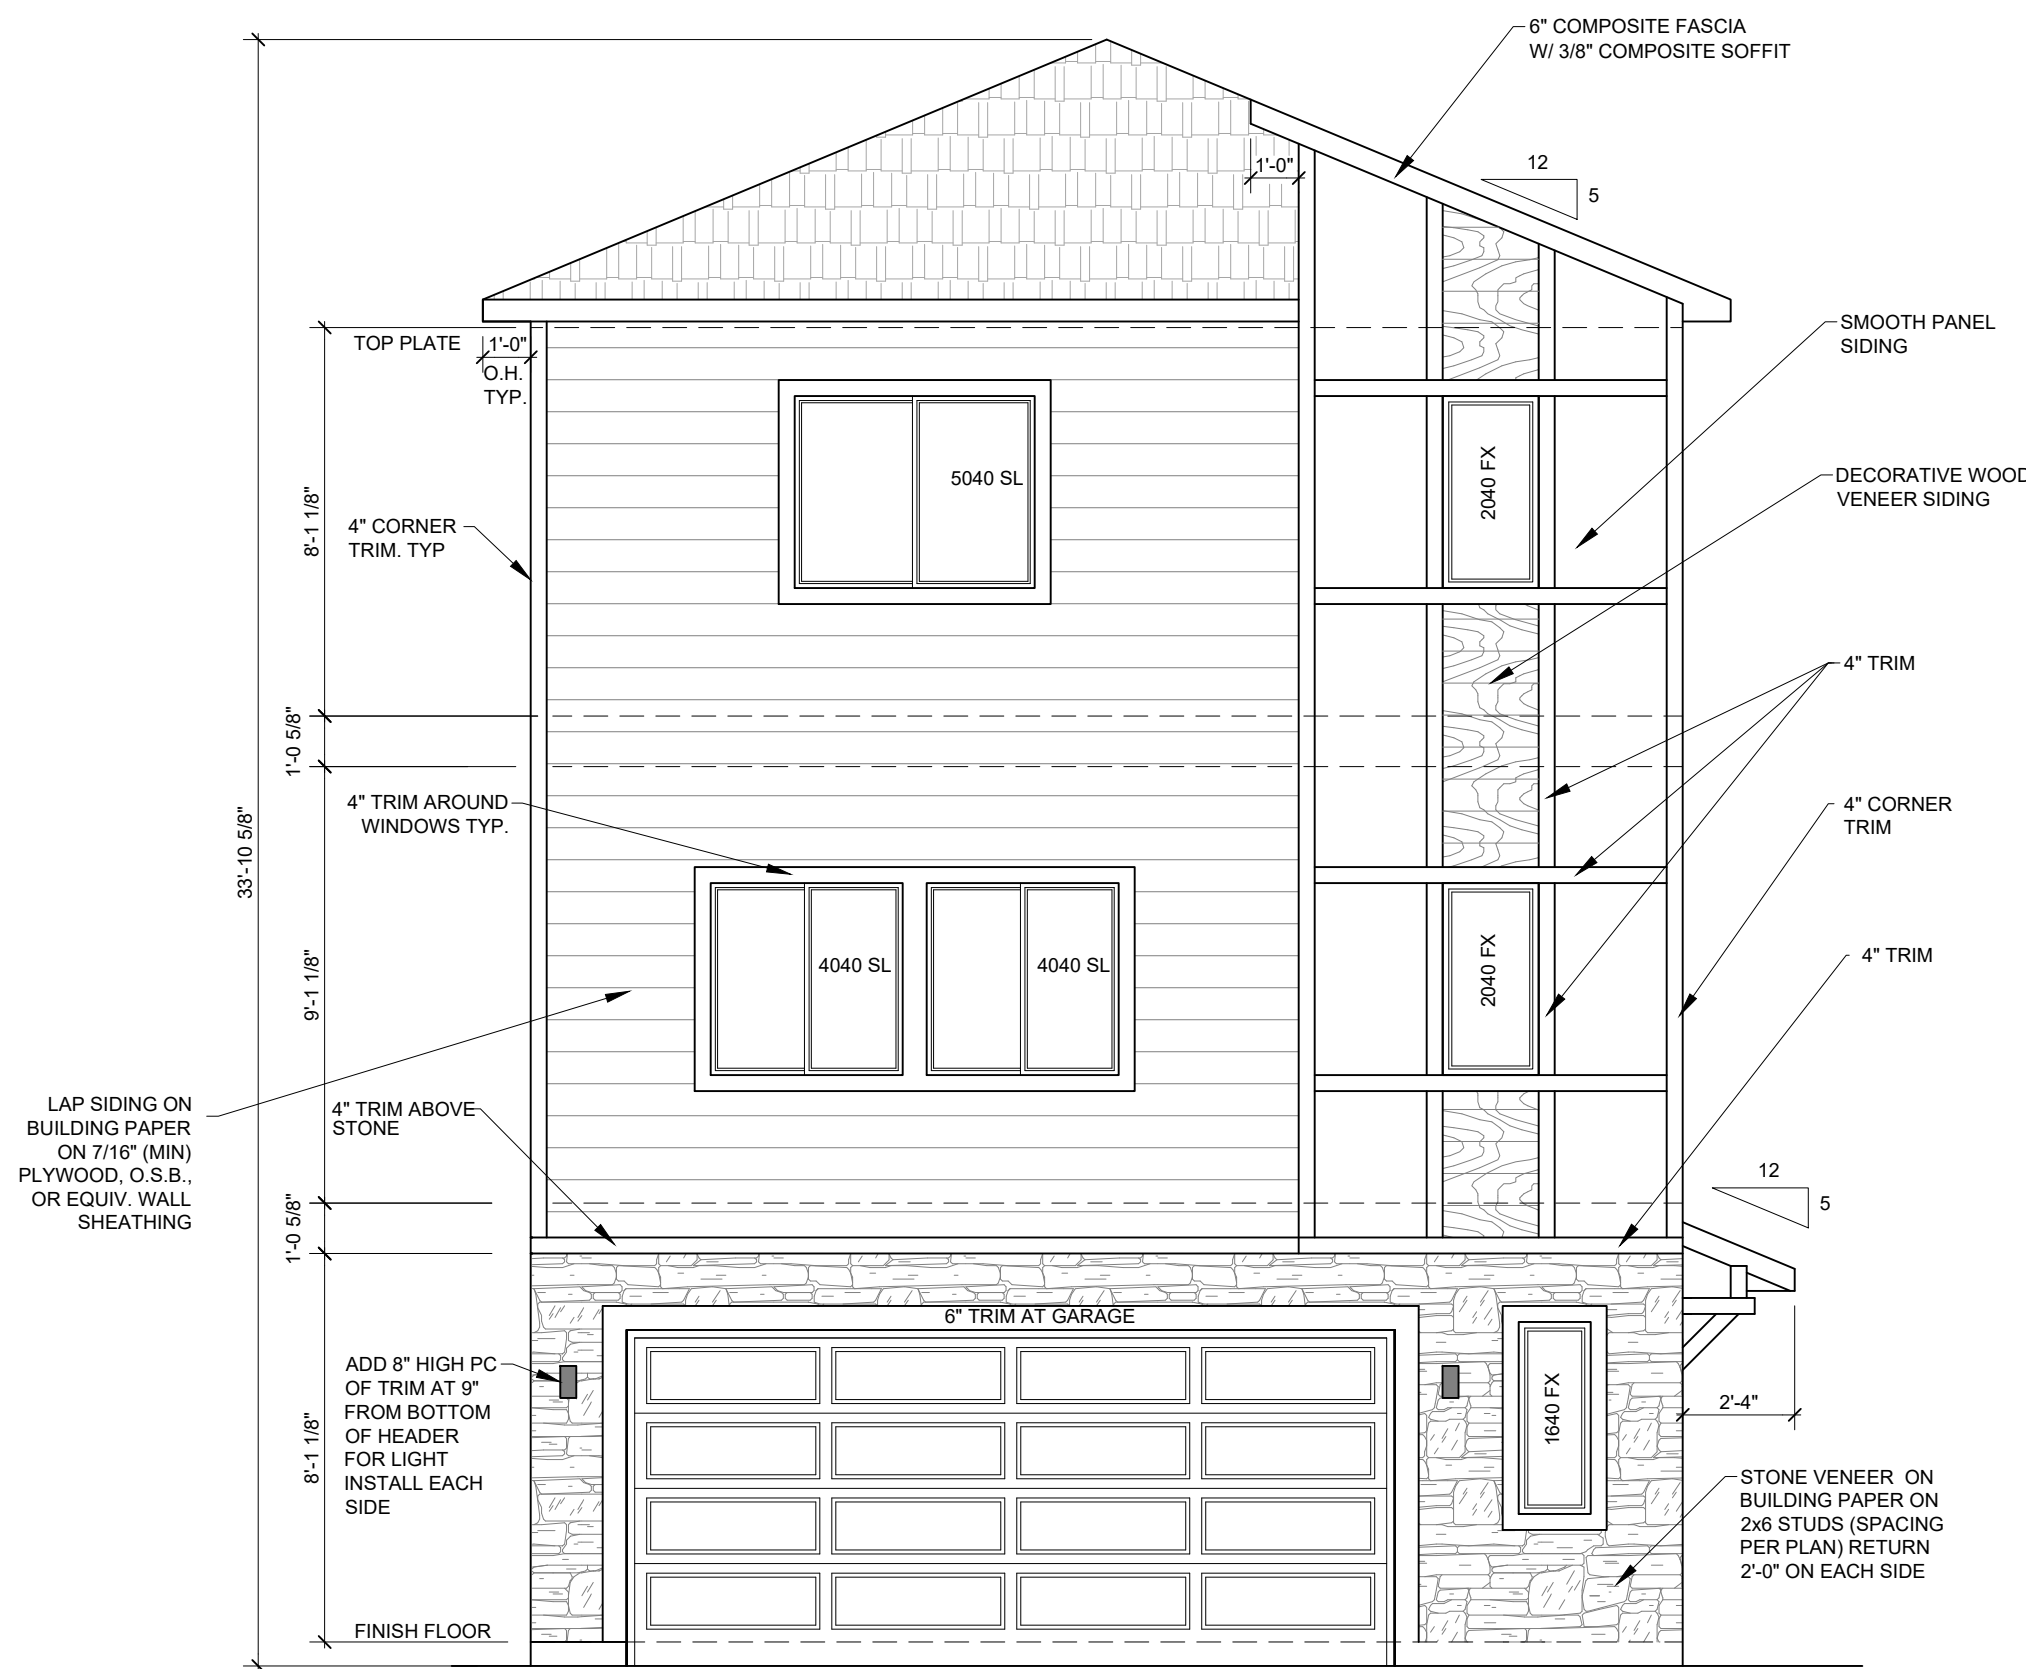 6" COMPOSITE FASCIA
W/ 3/8" COMPOSITE SOFFIT
12
5
1'-0"
TOP PLATE
1'-0"
O.H.
TYP.
SMOOTH PANEL
SIDING
5040 SL
2040 FX
DECORATIVE WOOD
VENEER SIDING
8'-1 1/8"
4" CORNER
TRIM. TYP
4" TRIM
1'-0 5/8"
4" TRIM AROUND
WINDOWS TYP.
4" CORNER
TRIM
33'-10 5/8"
4040 SL
4040 SL
2040 FX
4" TRIM
9'-1 1/8"
LAP SIDING ON
BUILDING PAPER
ON 7/16" (MIN)
PLYWOOD, O.S.B.,
OR EQUIV. WALL
SHEATHING
4" TRIM ABOVE
STONE
12
5
1'-0 5/8"
6" TRIM AT GARAGE
ADD 8" HIGH PC
OF TRIM AT 9"
FROM BOTTOM
OF HEADER
FOR LIGHT
INSTALL EACH
SIDE
1640 FX
2'-4"
8'-1 1/8"
STONE VENEER ON
BUILDING PAPER ON
2x6 STUDS (SPACING
PER PLAN) RETURN
2'-0" ON EACH SIDE
FINISH FLOOR